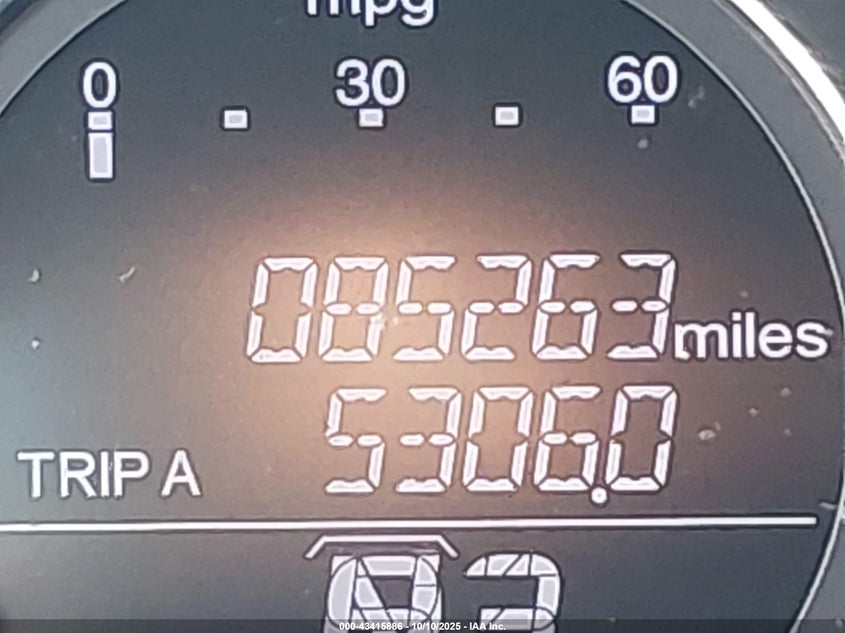 mpg
0 30 60
085263 miles
TRIP A 5306.0
000-43415886 - 10/10/2025 - IAA Inc.